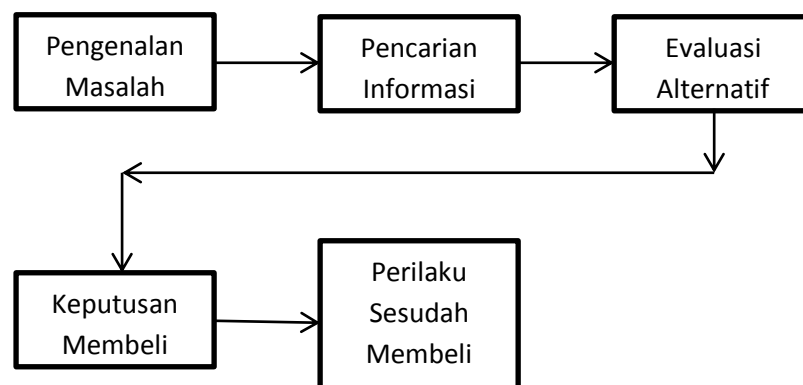 Pengenalan
Masalah
Pencarian
Informasi
Evaluasi
Alternatif
Keputusan
Membeli
Perilaku
Sesudah
Membeli